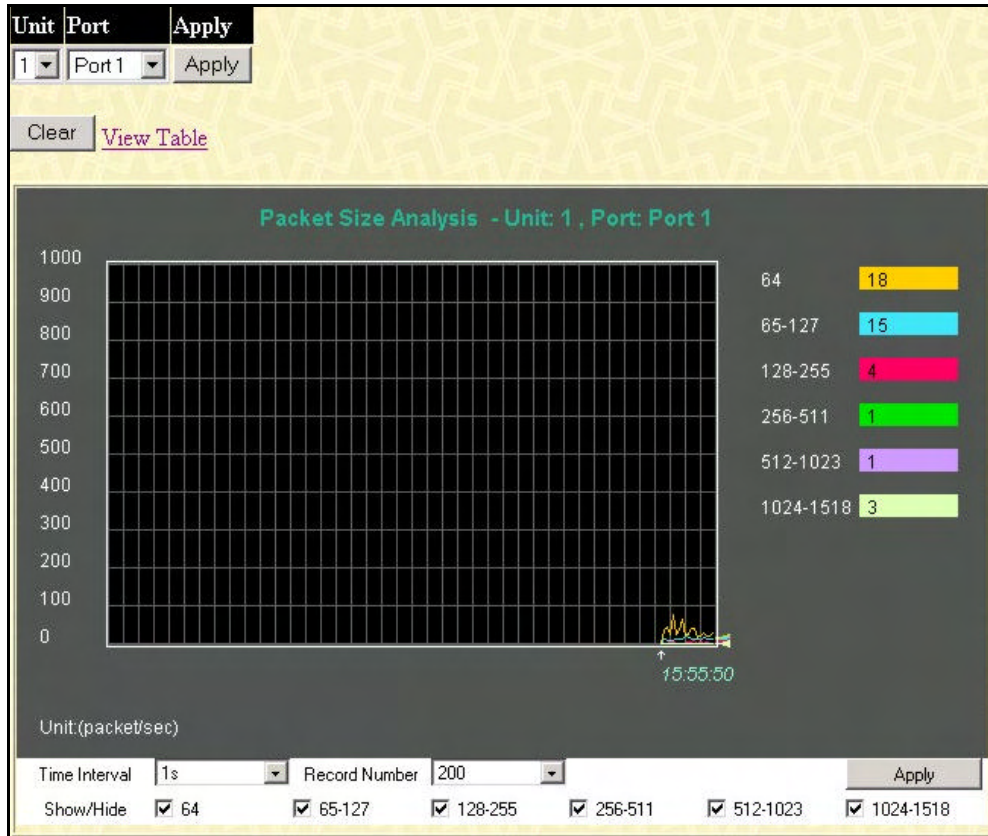 Unit Port Apply
1 Port 1 Apply
Clear View Table
Packet Size Analysis - Unit: 1 , Port: Port 1
1000
900
800
700
600
500
400
300
200
100
0
64 18
65-127 15
128-255 4
256-511 1
512-1023 1
1024-1518 3
15:55:50
Unit:(packet/sec)
Time Interval 1s Record Number 200 Apply
Show/Hide 64 65-127 128-255 256-511 512-1023 1024-1518